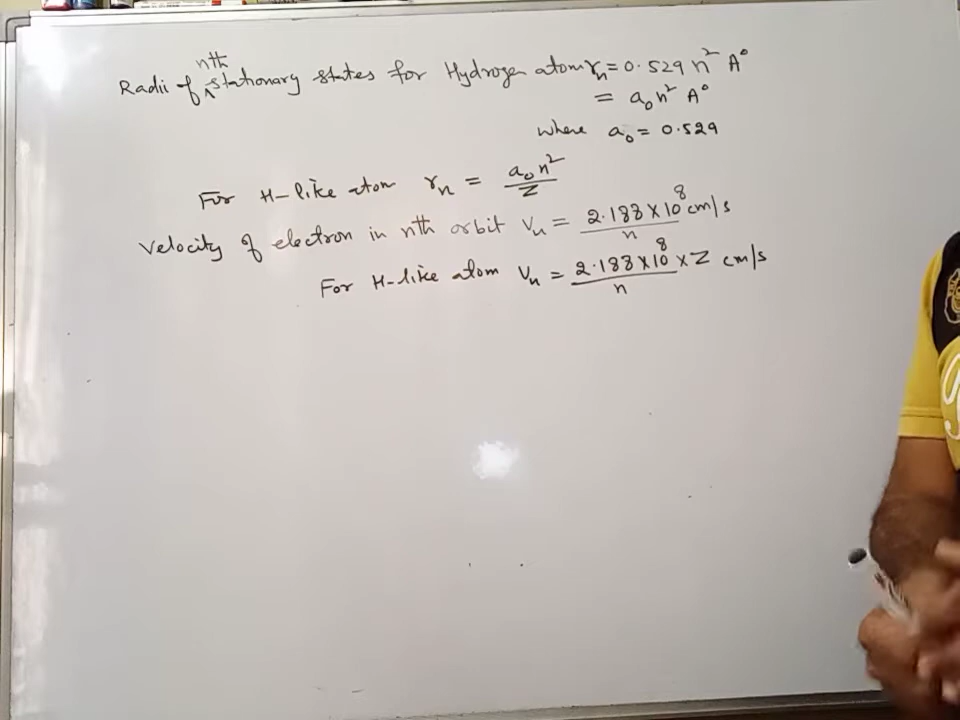 Radii of nth stationary states for Hydrogen atom rn = 0.529 n² A°
= a₀n² A°
where a₀ = 0.529
For H-like atom rn = a₀n²/Z
Velocity of electron in nth orbit Vn = 2.188 X 10⁸ cm/s / n
For H-like atom Vn = 2.188 X 10⁸ x Z cm/s / n